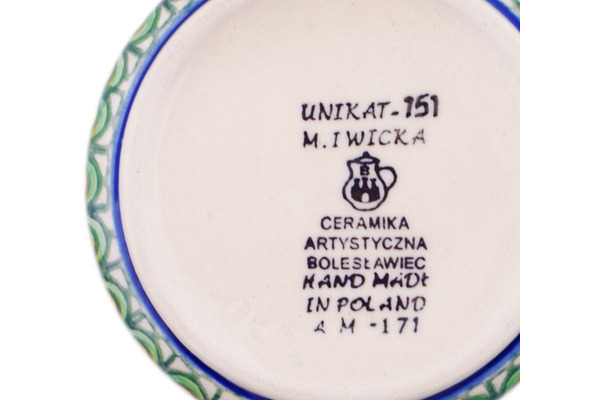 UNIKAT-151
M. IWICKA
B
CERAMIKA
ARTYSTYCZNA
BOLESŁAWIEC
HAND MADE
IN POLAND
A M -171